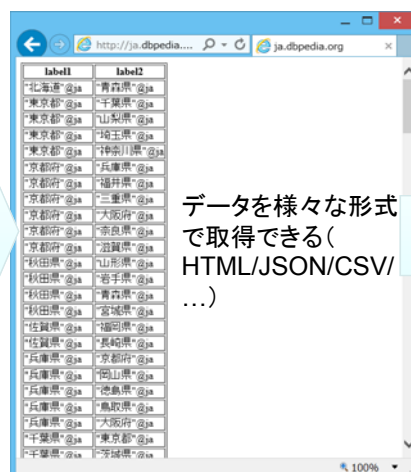 http://ja.dbpedia....
ja.dbpedia.org
label1 label2
"北海道"@ja "青森県"@ja
"東京都"@ja "千葉県"@ja
"東京都"@ja "山梨県"@ja
"東京都"@ja "埼玉県"@ja
"東京都"@ja "神奈川県"@ja
"京都府"@ja "兵庫県"@ja
"京都府"@ja "福井県"@ja
"京都府"@ja "三重県"@ja
"京都府"@ja "大阪府"@ja
"京都府"@ja "奈良県"@ja
"京都府"@ja "滋賀県"@ja
"秋田県"@ja "山形県"@ja
"秋田県"@ja "岩手県"@ja
"秋田県"@ja "青森県"@ja
"秋田県"@ja "宮城県"@ja
"佐賀県"@ja "福岡県"@ja
"佐賀県"@ja "長崎県"@ja
"兵庫県"@ja "京都府"@ja
"兵庫県"@ja "岡山県"@ja
"兵庫県"@ja "徳島県"@ja
"兵庫県"@ja "鳥取県"@ja
"兵庫県"@ja "大阪府"@ja
"千葉県"@ja "東京都"@ja
"千葉県"@ja "茨城県"@ja
データを様々な形式
で取得できる(
HTML/JSON/CSV/
…)
100%